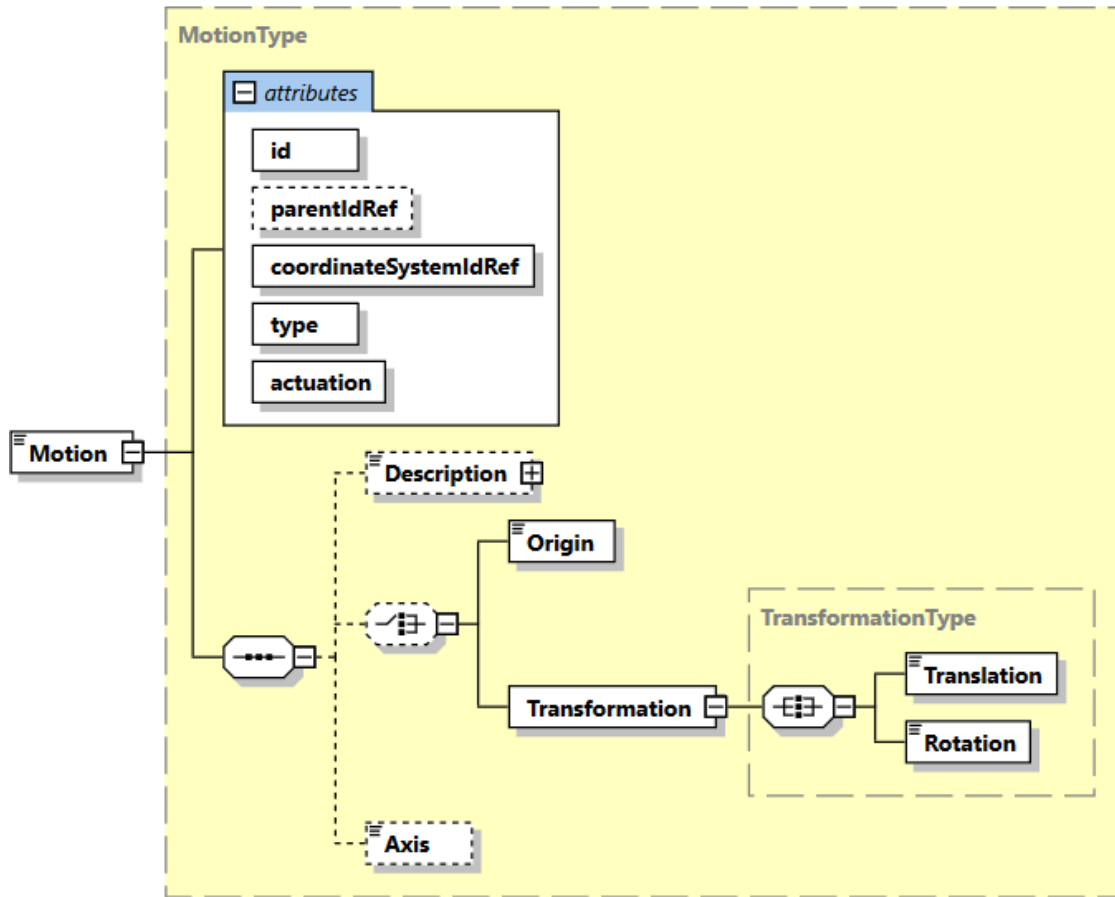 MotionType
attributes
id
parentIdRef
coordinateSystemIdRef
type
actuation
Motion
Description
Origin
TransformationType
Translation
Transformation
Rotation
Axis